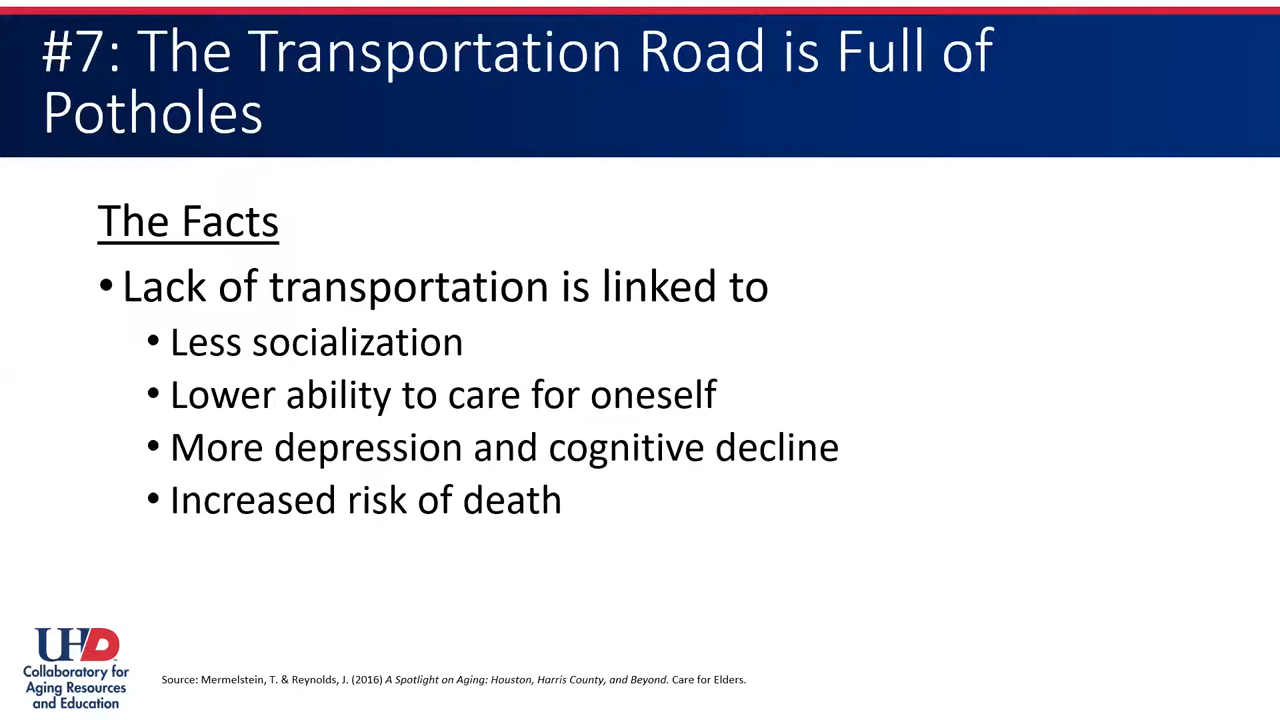 #7: The Transportation Road is Full of
Potholes
The Facts
• Lack of transportation is linked to
• Less socialization
• Lower ability to care for oneself
• More depression and cognitive decline
• Increased risk of death
UHD
Collaboratory for
Aging Resources
and Education
Source: Mermelstein, T. & Reynolds, J. (2016) A Spotlight on Aging: Houston, Harris County, and Beyond. Care for Elders.